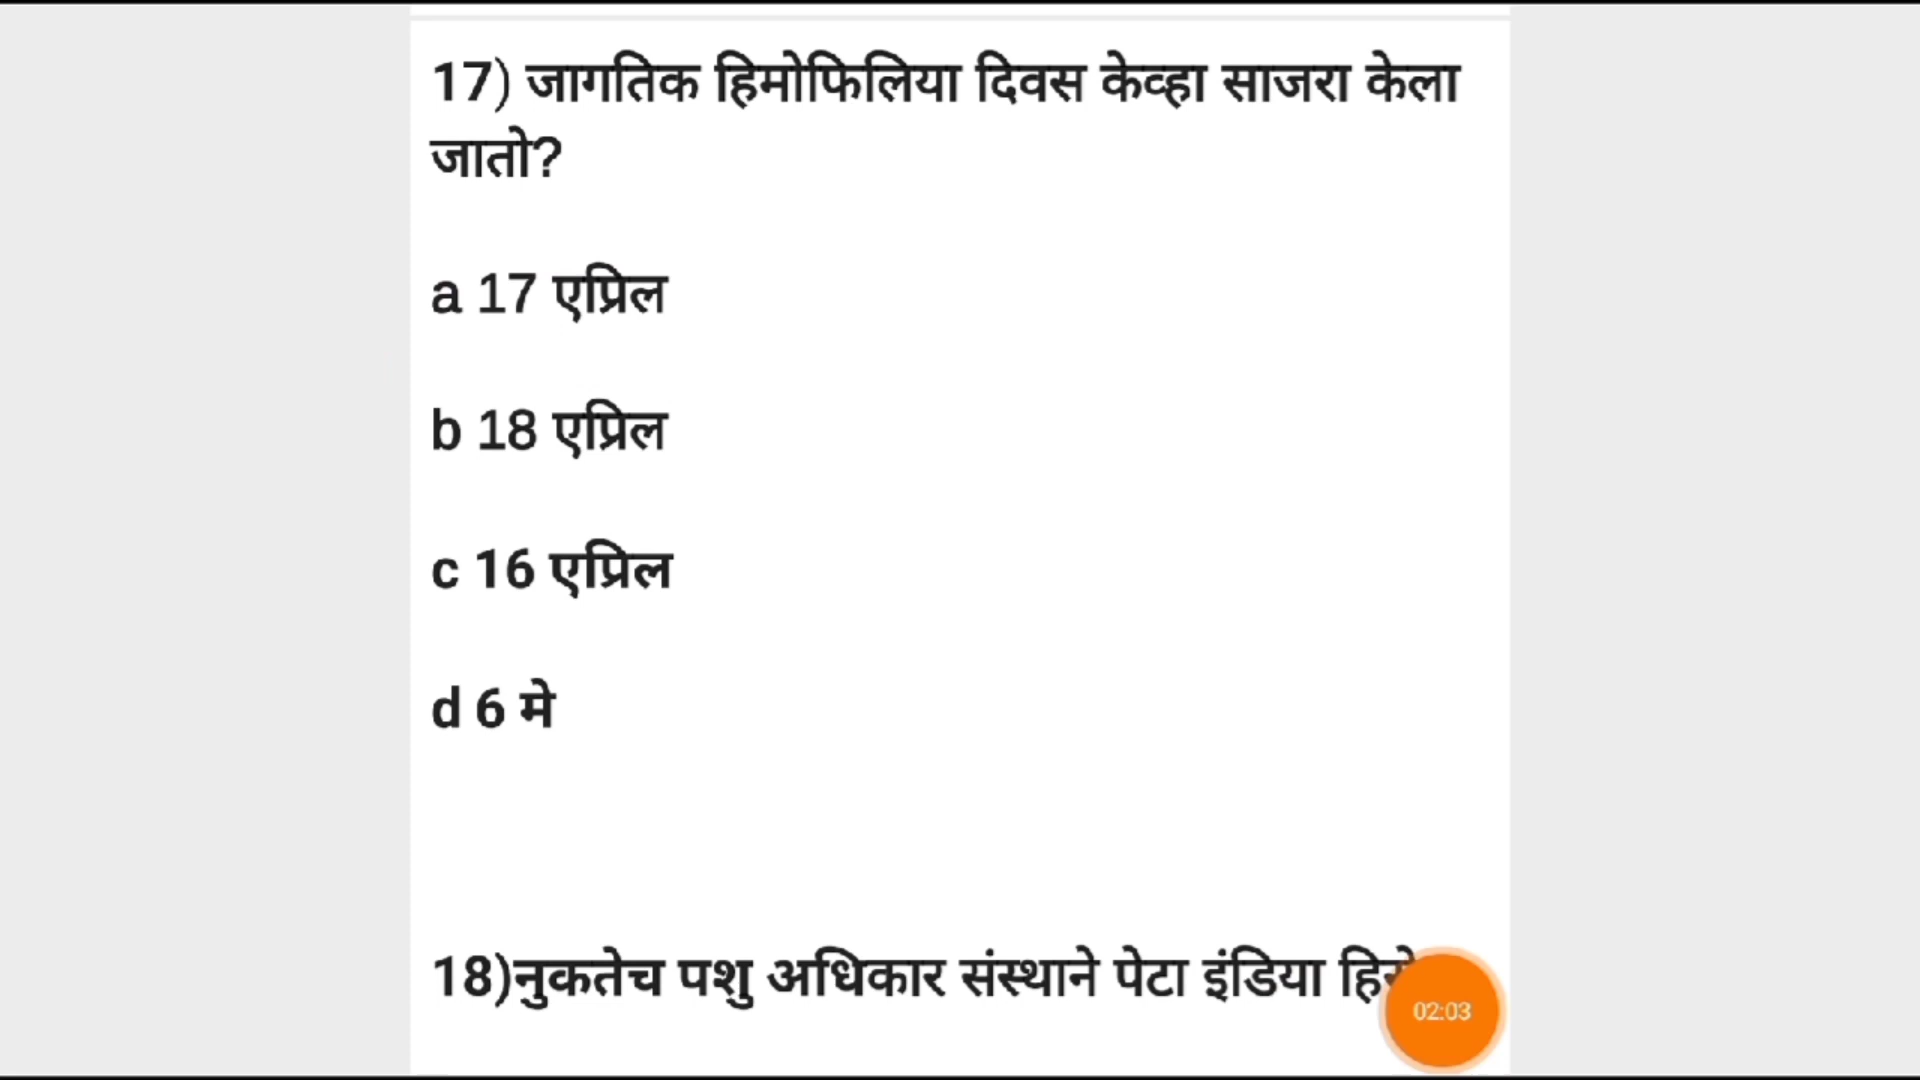 17) जागतिक हिमोफिलिया दिवस केव्हा साजरा केला
जातो?
a 17 एप्रिल
b 18 एप्रिल
c 16 एप्रिल
d 6 मे
18)नुकतेच पशु अधिकार संस्थाने पेटा इंडिया
02:03